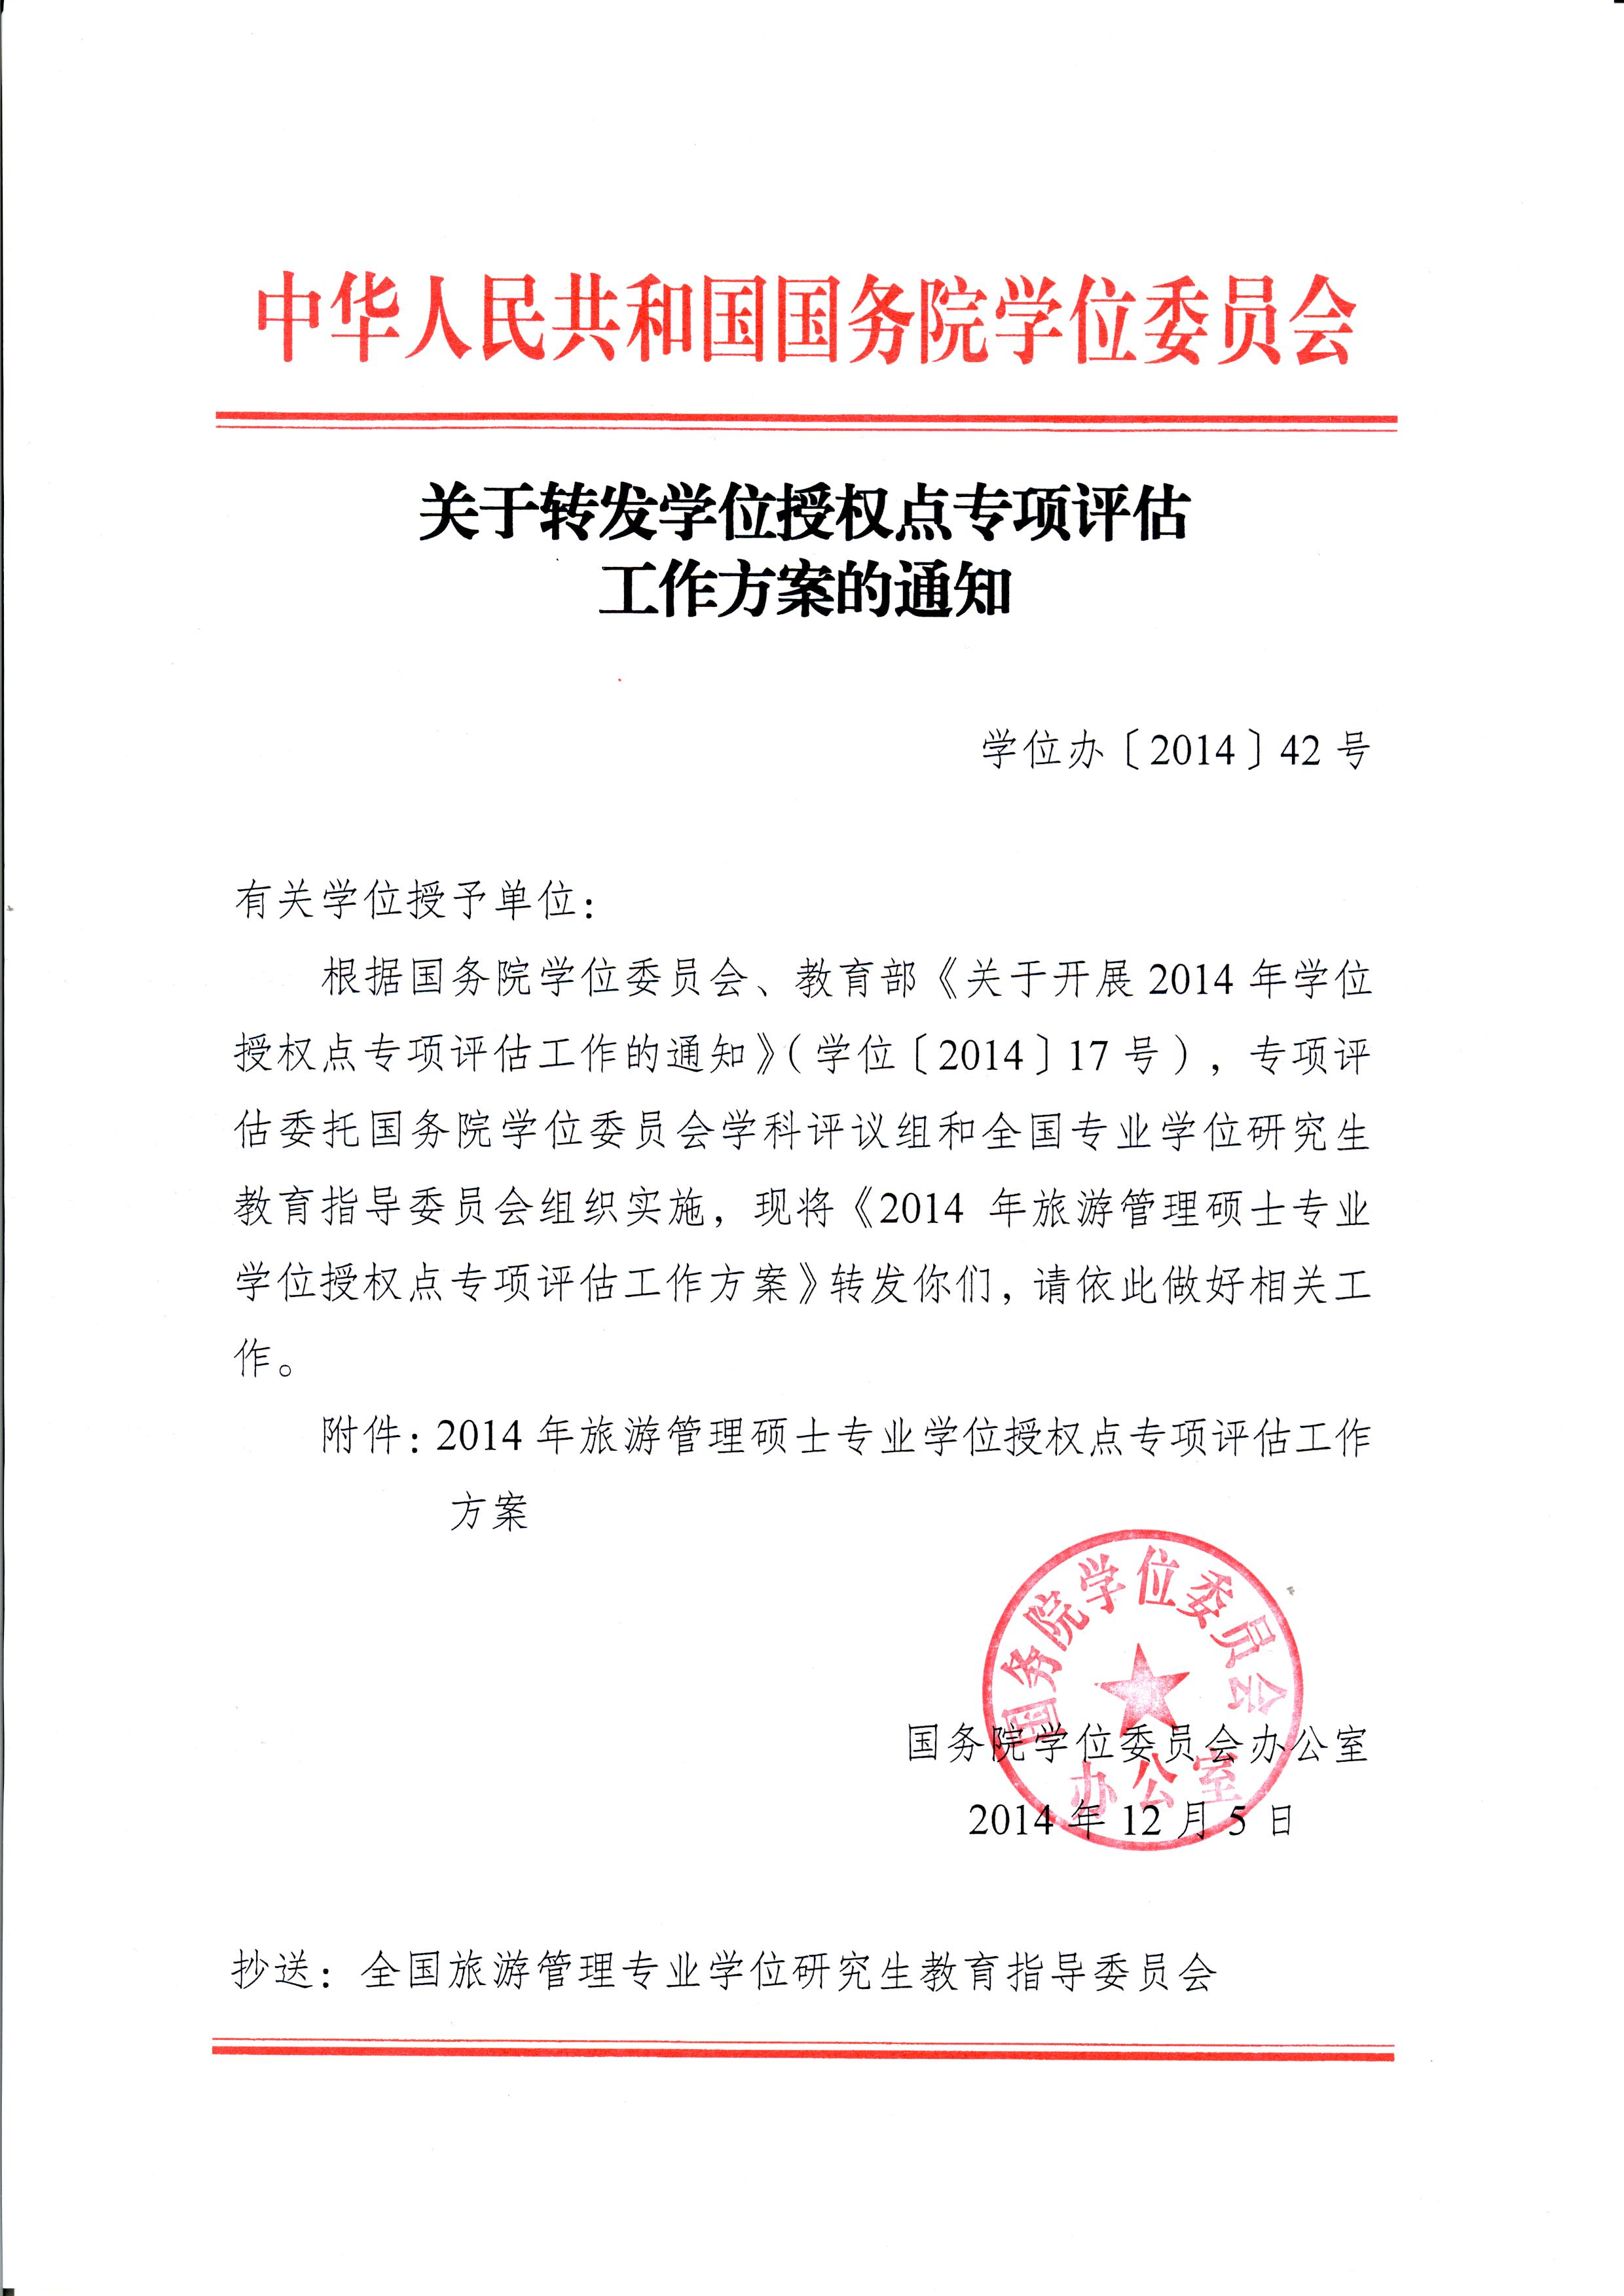 中华人民共和国国务院学位委员会
关于转发学位授权点专项评估
工作方案的通知
学位办〔2014〕42号
有关学位授予单位：
根据国务院学位委员会、教育部《关于开展2014年学位
授权点专项评估工作的通知》（学位〔2014〕17号），专项评
估委托国务院学位委员会学科评议组和全国专业学位研究生
教育指导委员会组织实施，现将《2014 年旅游管理硕士专业
学位授权点专项评估工作方案》转发你们，请依此做好相关工
作。
附件：2014年旅游管理硕士专业学位授权点专项评估工作
方案
国务院学位委员会
办公室
国务院学位委员会办公室
2014年12月5日
抄送：全国旅游管理专业学位研究生教育指导委员会